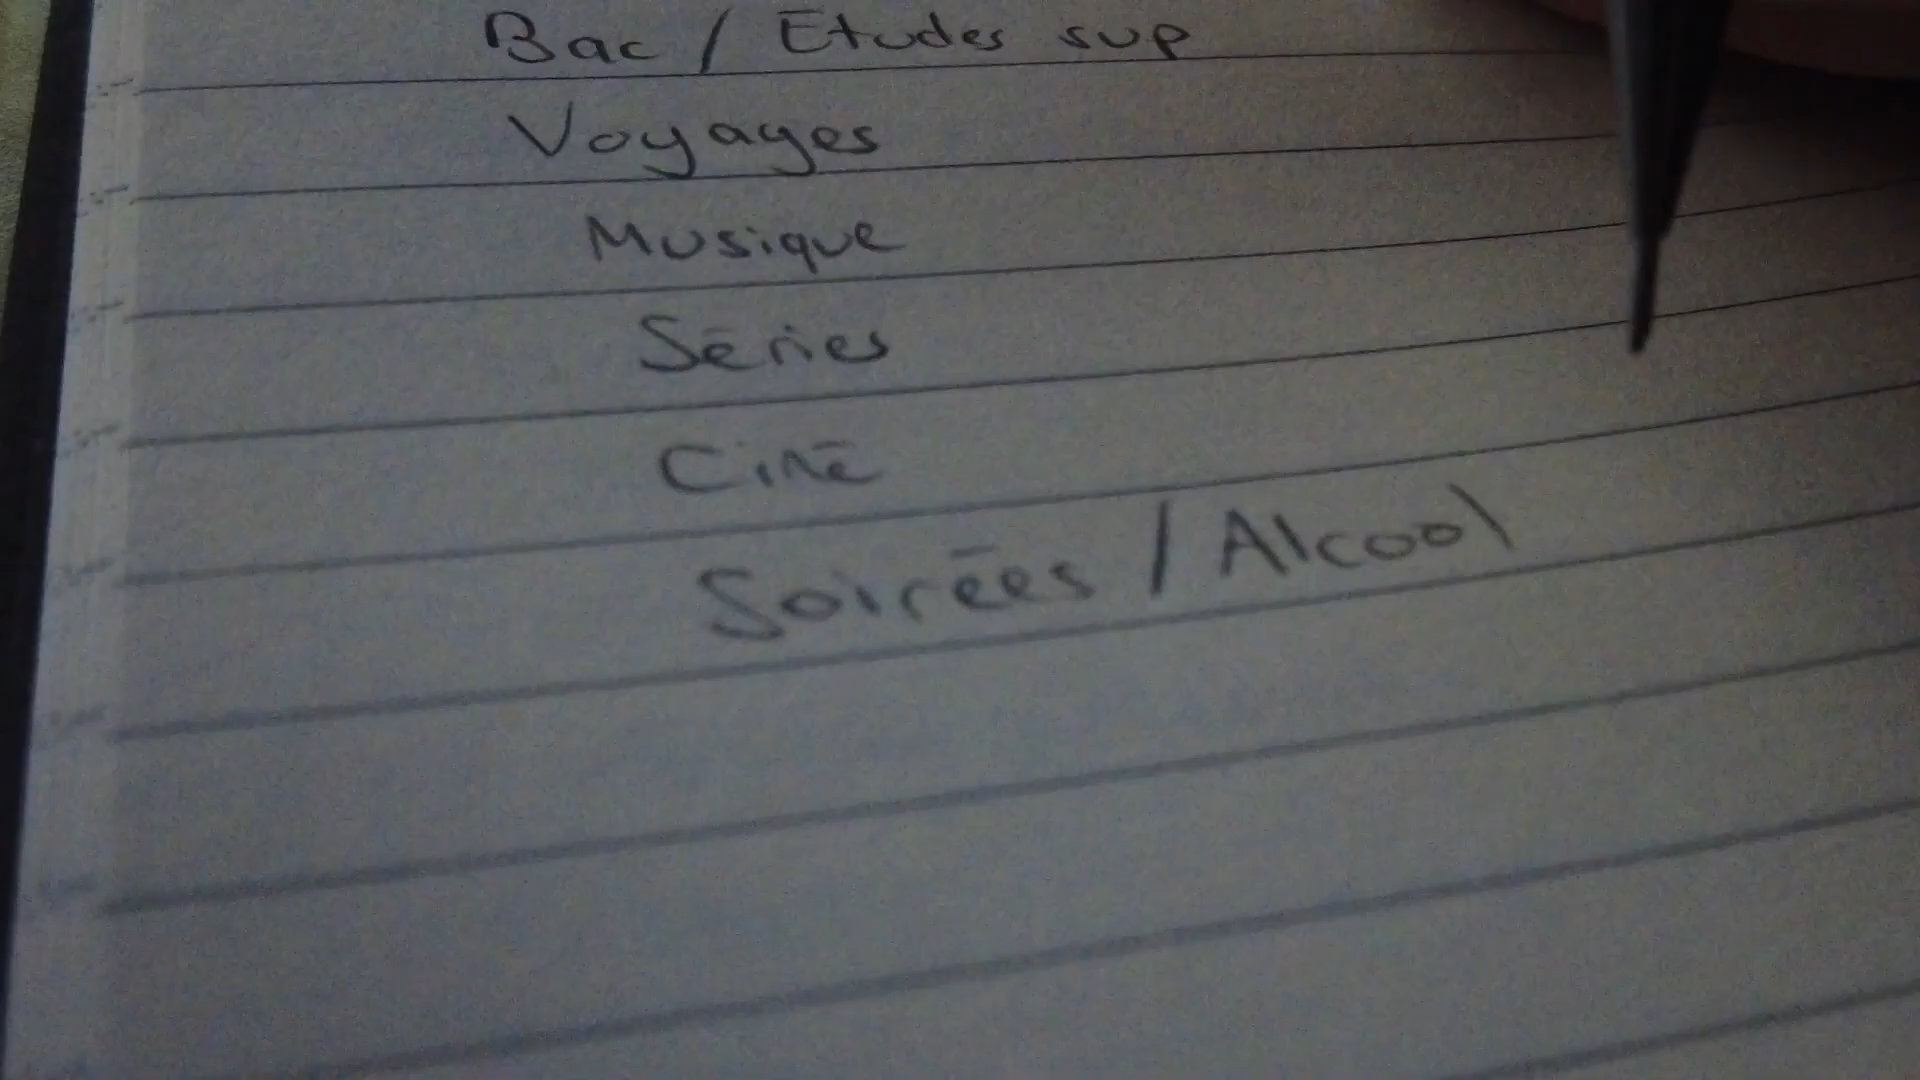 Bac / Etudes sup
Voyages
Musique
Séries
Ciné
Soirées / Alcool